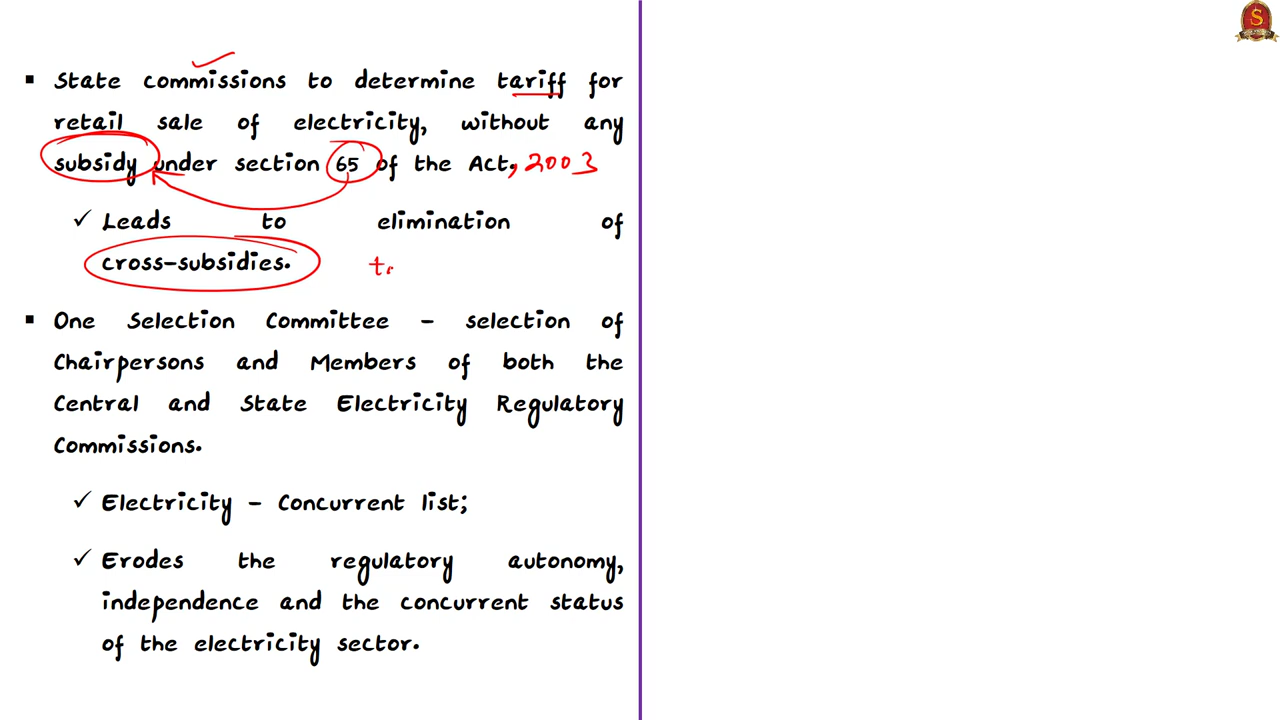 ▪ State commissions to determine tariff for
retail sale of electricity, without any
subsidy under section 65 of the Act., 2003
✓ Leads to elimination of
cross-subsidies.
▪ One Selection Committee – selection of
Chairpersons and Members of both the
Central and State Electricity Regulatory
Commissions.
✓ Electricity – Concurrent list;
✓ Erodes the regulatory autonomy,
independence and the concurrent status
of the electricity sector.
S